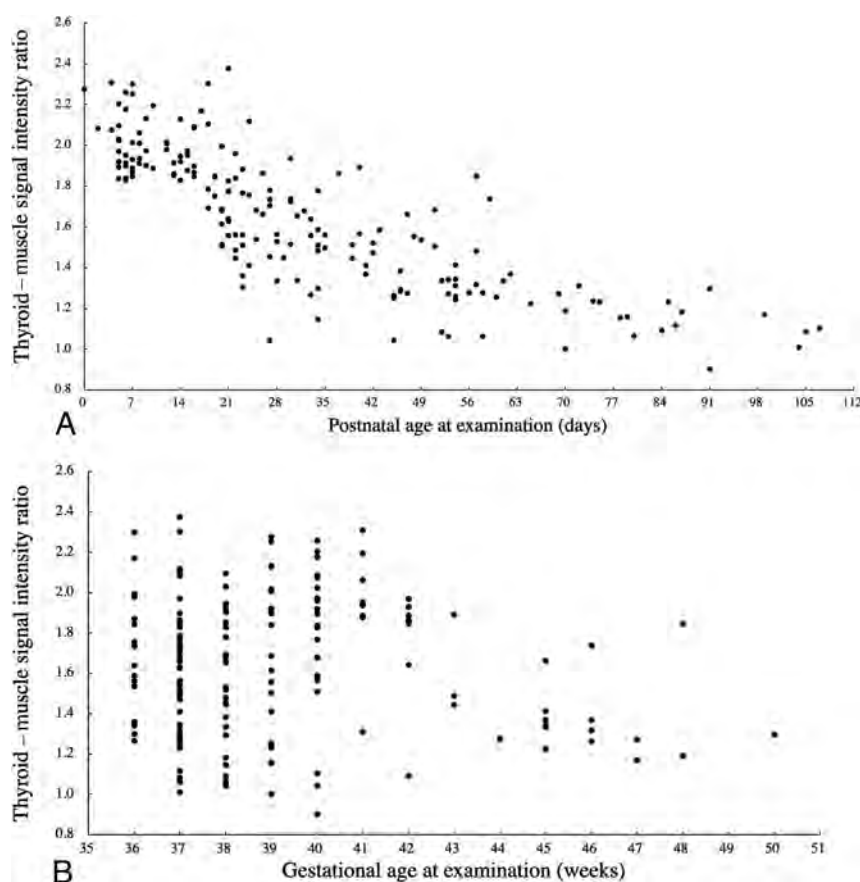 Thyroid – muscle signal intensity ratio
2.6
2.4
2.2
2.0
1.8
1.6
1.4
1.2
1.0
0.8
0 7 14 21 28 35 42 49 56 63 70 77 84 91 98 105 112
A
Postnatal age at examination (days)
Thyroid – muscle signal intensity ratio
2.6
2.4
2.2
2.0
1.8
1.6
1.4
1.2
1.0
0.8
35 36 37 38 39 40 41 42 43 44 45 46 47 48 49 50 51
B
Gestational age at examination (weeks)